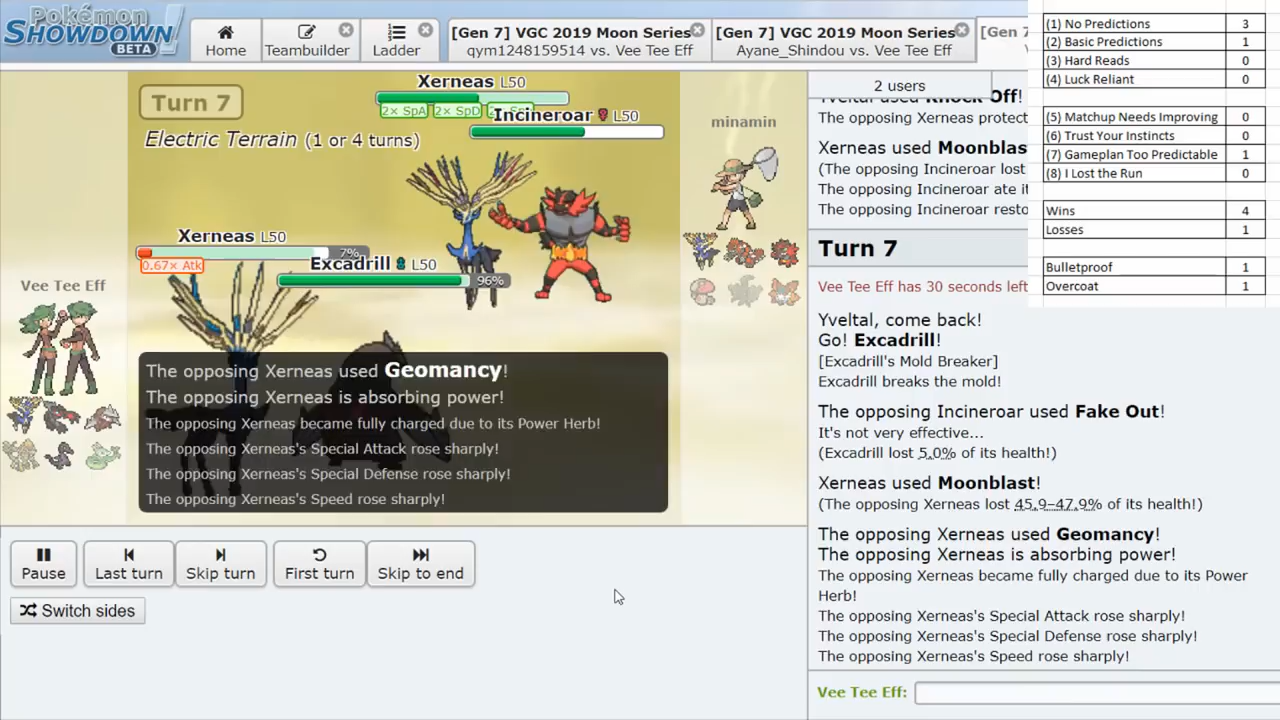 Pokémon
SHOWDOWN!
BETA
Home
Teambuilder
Ladder
[Gen 7] VGC 2019 Moon Series
qym1248159514 vs. Vee Tee Eff
[Gen 7] VGC 2019 Moon Series
Ayane_Shindou vs. Vee Tee Eff
[Gen 7
(1) No Predictions 3
(2) Basic Predictions 1
(3) Hard Reads 0
(4) Luck Reliant 0
(5) Matchup Needs Improving 0
(6) Trust Your Instincts 0
(7) Gameplan Too Predictable 1
(8) I Lost the Run 0
Wins 4
Losses 1
Bulletproof 1
Overcoat 1
Turn 7
Electric Terrain (1 or 4 turns)
Xerneas L50
2× SpA 2× SpD
Incineroar L50
Xerneas L50
7%
0.67× Atk
Excadrill L50
96%
Vee Tee Eff
minamin
The opposing Xerneas used Geomancy!
The opposing Xerneas is absorbing power!
The opposing Xerneas became fully charged due to its Power Herb!
The opposing Xerneas's Special Attack rose sharply!
The opposing Xerneas's Special Defense rose sharply!
The opposing Xerneas's Speed rose sharply!
Pause
Last turn
Skip turn
First turn
Skip to end
Switch sides
2 users
Yveltal used Knock Off!
The opposing Xerneas protect
Xerneas used Moonblas
(The opposing Incineroar lost
The opposing Incineroar ate it
The opposing Incineroar resto
Turn 7
Vee Tee Eff has 30 seconds left
Yveltal, come back!
Go! Excadrill!
[Excadrill's Mold Breaker]
Excadrill breaks the mold!
The opposing Incineroar used Fake Out!
It's not very effective...
(Excadrill lost 5.0% of its health!)
Xerneas used Moonblast!
(The opposing Xerneas lost 45.9–47.9% of its health!)
The opposing Xerneas used Geomancy!
The opposing Xerneas is absorbing power!
The opposing Xerneas became fully charged due to its Power
Herb!
The opposing Xerneas's Special Attack rose sharply!
The opposing Xerneas's Special Defense rose sharply!
The opposing Xerneas's Speed rose sharply!
Vee Tee Eff: